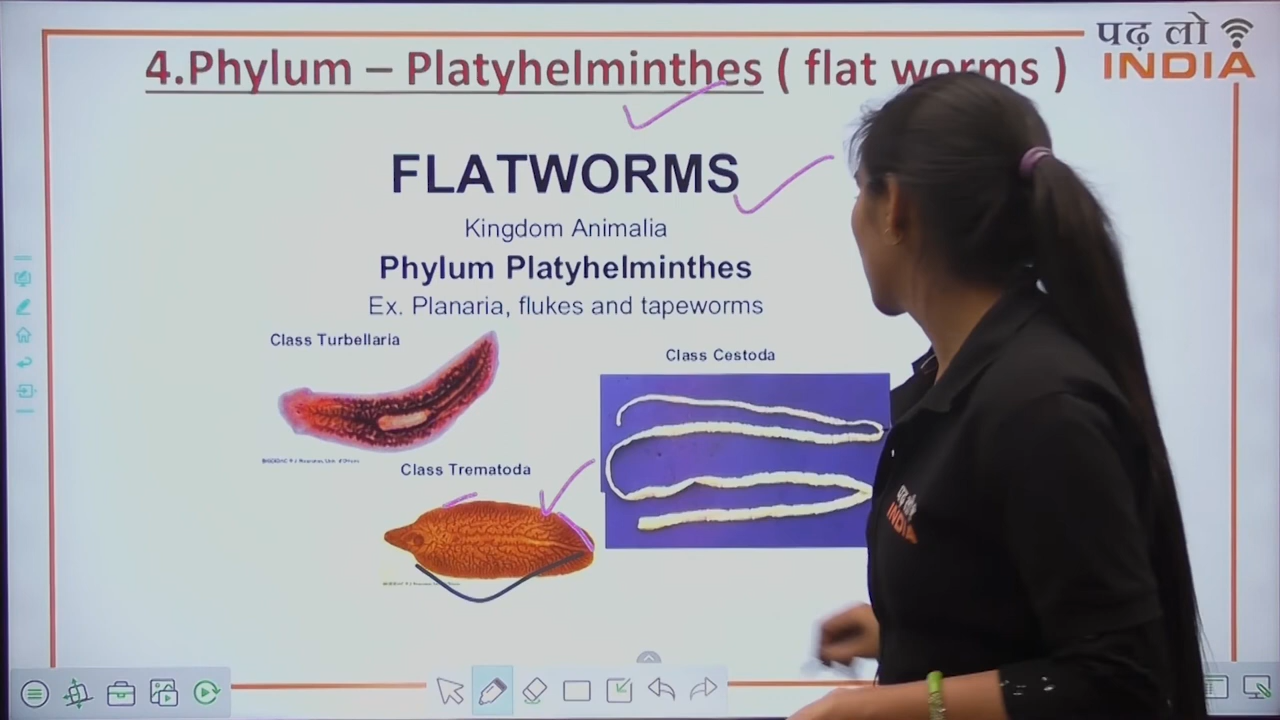 पढ़ लो
INDIA
4.Phylum – Platyhelminthes ( flat worms )
FLATWORMS
Kingdom Animalia
Phylum Platyhelminthes
Ex. Planaria, flukes and tapeworms
Class Turbellaria
Class Cestoda
Class Trematoda
पढ़ लो
INDIA